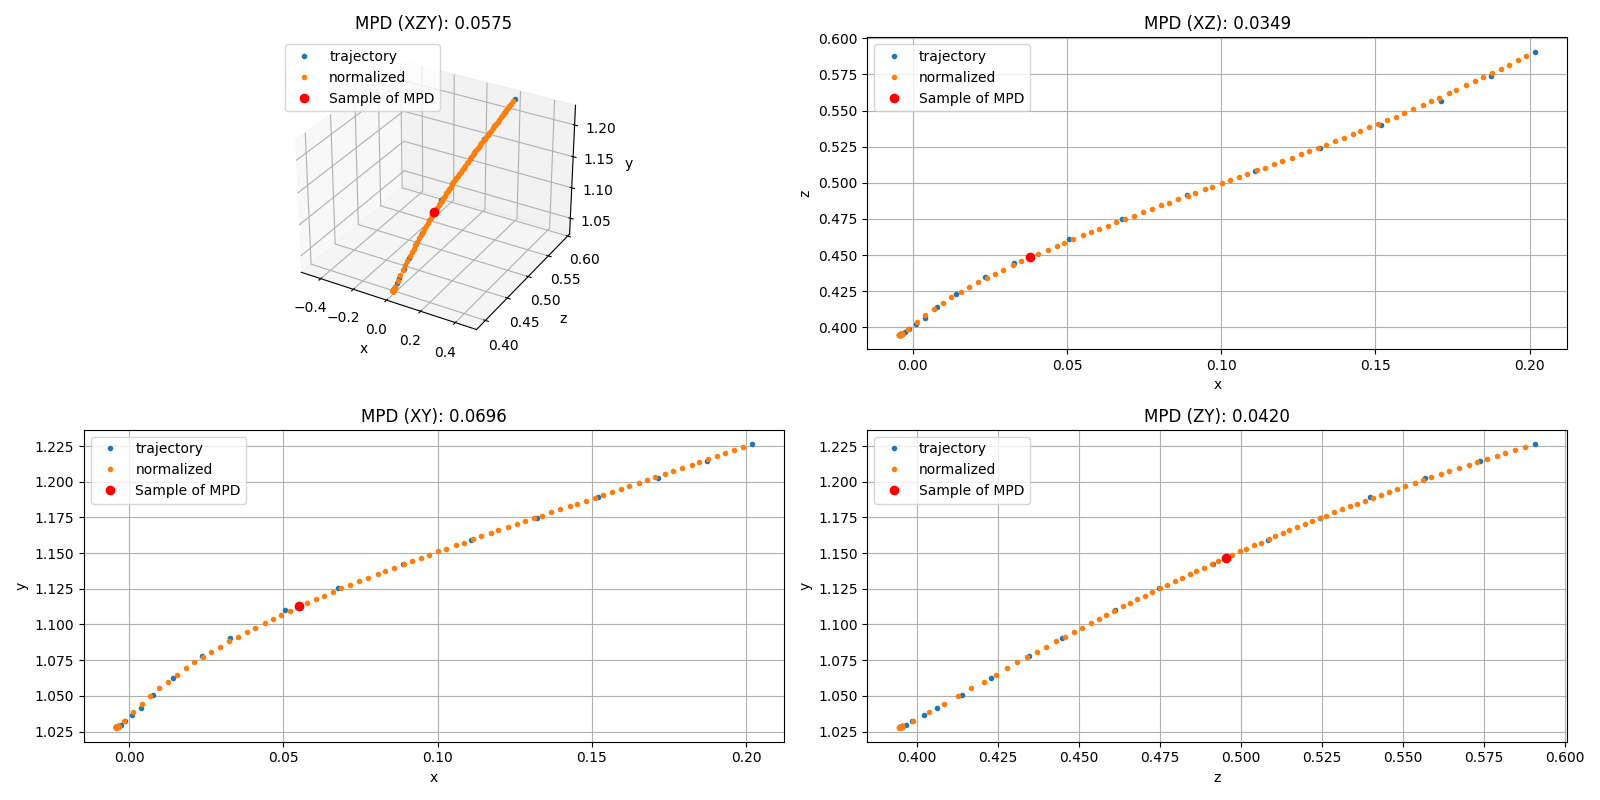 MPD (XZY): 0.0575
trajectory
normalized
Sample of MPD
1.20
1.15
1.10
1.05
y
0.60
0.55
0.50
0.45
0.40
z
−0.4
−0.2
0.0
0.2
0.4
x
MPD (XZ): 0.0349
trajectory
normalized
Sample of MPD
0.600
0.575
0.550
0.525
0.500
0.475
0.450
0.425
0.400
z
0.00 0.05 0.10 0.15 0.20
x
MPD (XY): 0.0696
trajectory
normalized
Sample of MPD
1.225
1.200
1.175
1.150
1.125
1.100
1.075
1.050
1.025
y
0.00 0.05 0.10 0.15 0.20
x
MPD (ZY): 0.0420
trajectory
normalized
Sample of MPD
1.225
1.200
1.175
1.150
1.125
1.100
1.075
1.050
1.025
y
0.400 0.425 0.450 0.475 0.500 0.525 0.550 0.575 0.600
z